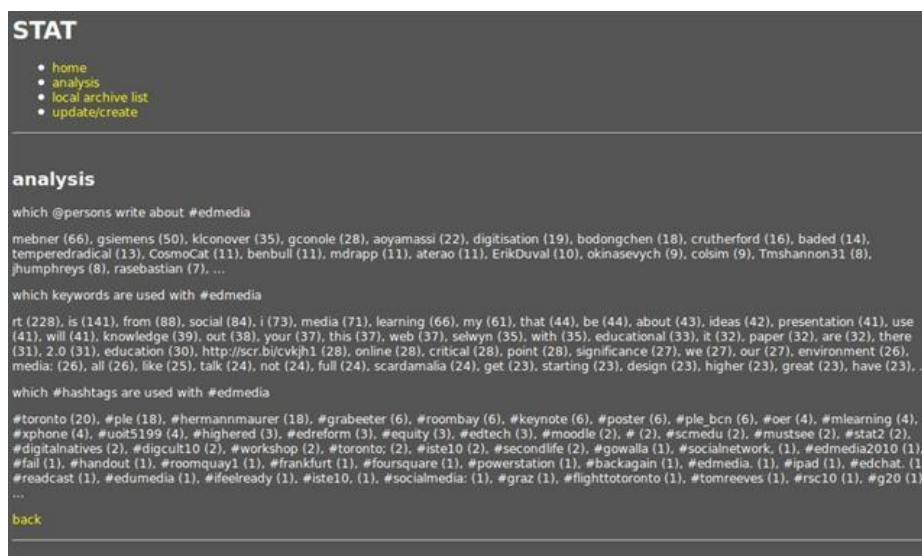 STAT
home
analysis
local archive list
update/create
analysis
which @persons write about #edmedia
mebner (66), gsiemens (50), klconover (35), gconole (28), aoyamassi (22), digitisation (19), bodongchen (18), crutherford (16), baded (14),
temperedradical (13), CosmoCat (11), benbull (11), mdrapp (11), aterao (11), ErikDuval (10), okinasevych (9), colsim (9), Tmshannon31 (8),
jhumphreys (8), rasebastian (7), ...
which keywords are used with #edmedia
rt (228), is (141), from (88), social (84), i (73), media (71), learning (66), my (61), that (44), be (44), about (43), ideas (42), presentation (41), use
(41), will (41), knowledge (39), out (38), your (37), this (37), web (37), selwyn (35), with (35), educational (33), it (32), paper (32), are (32), there
(31), 2.0 (31), education (30), http://scr.bi/cvkjh1 (28), online (28), critical (28), point (28), significance (27), we (27), our (27), environment (26),
media: (26), all (26), like (25), talk (24), not (24), full (24), scardamalia (24), get (23), starting (23), design (23), higher (23), great (23), have (23), .
which #hashtags are used with #edmedia
#toronto (20), #ple (18), #hermannmaurer (18), #grabeeter (6), #roombay (6), #keynote (6), #poster (6), #ple_bcn (6), #oer (4), #mlearning (4),
#xphone (4), #uoit5199 (4), #highered (3), #edreform (3), #equity (3), #edtech (3), #moodle (2), # (2), #scmedu (2), #mustsee (2), #stat2 (2),
#digitalnatives (2), #digcult10 (2), #workshop (2), #toronto; (2), #iste10 (2), #secondlife (2), #gowalla (1), #socialnetwork, (1), #edmedia2010 (1),
#fail (1), #handout (1), #roomquay1 (1), #frankfurt (1), #foursquare (1), #powerstation (1), #backagain (1), #edmedia. (1), #ipad (1), #edchat. (1
#readcast (1), #edumedia (1), #ifeelready (1), #iste10, (1), #socialmedia: (1), #graz (1), #flighttotoronto (1), #tomreeves (1), #rsc10 (1), #g20 (1)
...
back